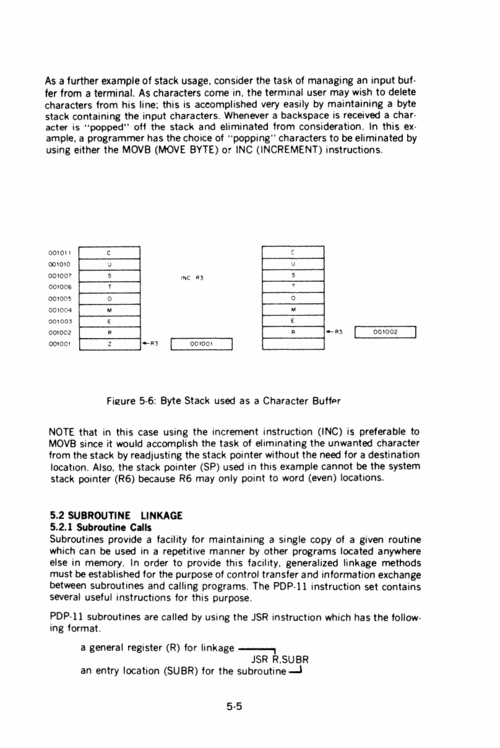 As a further example of stack usage, consider the task of managing an input buf-
fer from a terminal. As characters come in, the terminal user may wish to delete
characters from his line; this is accomplished very easily by maintaining a byte
stack containing the input characters. Whenever a backspace is received a char-
acter is "popped" off the stack and eliminated from consideration. In this ex-
ample, a programmer has the choice of "popping" characters to be eliminated by
using either the MOVB (MOVE BYTE) or INC (INCREMENT) instructions.
001011 C C
001010 U U
001007 S INC R3 S
001006 T T
001005 O O
001004 M M
001003 E E
001002 R R R3 001002
001001 Z R3 001001
Figure 5-6: Byte Stack used as a Character Buffer
NOTE that in this case using the increment instruction (INC) is preferable to
MOVB since it would accomplish the task of eliminating the unwanted character
from the stack by readjusting the stack pointer without the need for a destination
location. Also, the stack pointer (SP) used in this example cannot be the system
stack pointer (R6) because R6 may only point to word (even) locations.
5.2 SUBROUTINE LINKAGE
5.2.1 Subroutine Calls
Subroutines provide a facility for maintaining a single copy of a given routine
which can be used in a repetitive manner by other programs located anywhere
else in memory. In order to provide this facility, generalized linkage methods
must be established for the purpose of control transfer and information exchange
between subroutines and calling programs. The PDP-11 instruction set contains
several useful instructions for this purpose.
PDP-11 subroutines are called by using the JSR instruction which has the follow-
ing format.
a general register (R) for linkage
JSR R,SUBR
an entry location (SUBR) for the subroutine
5-5